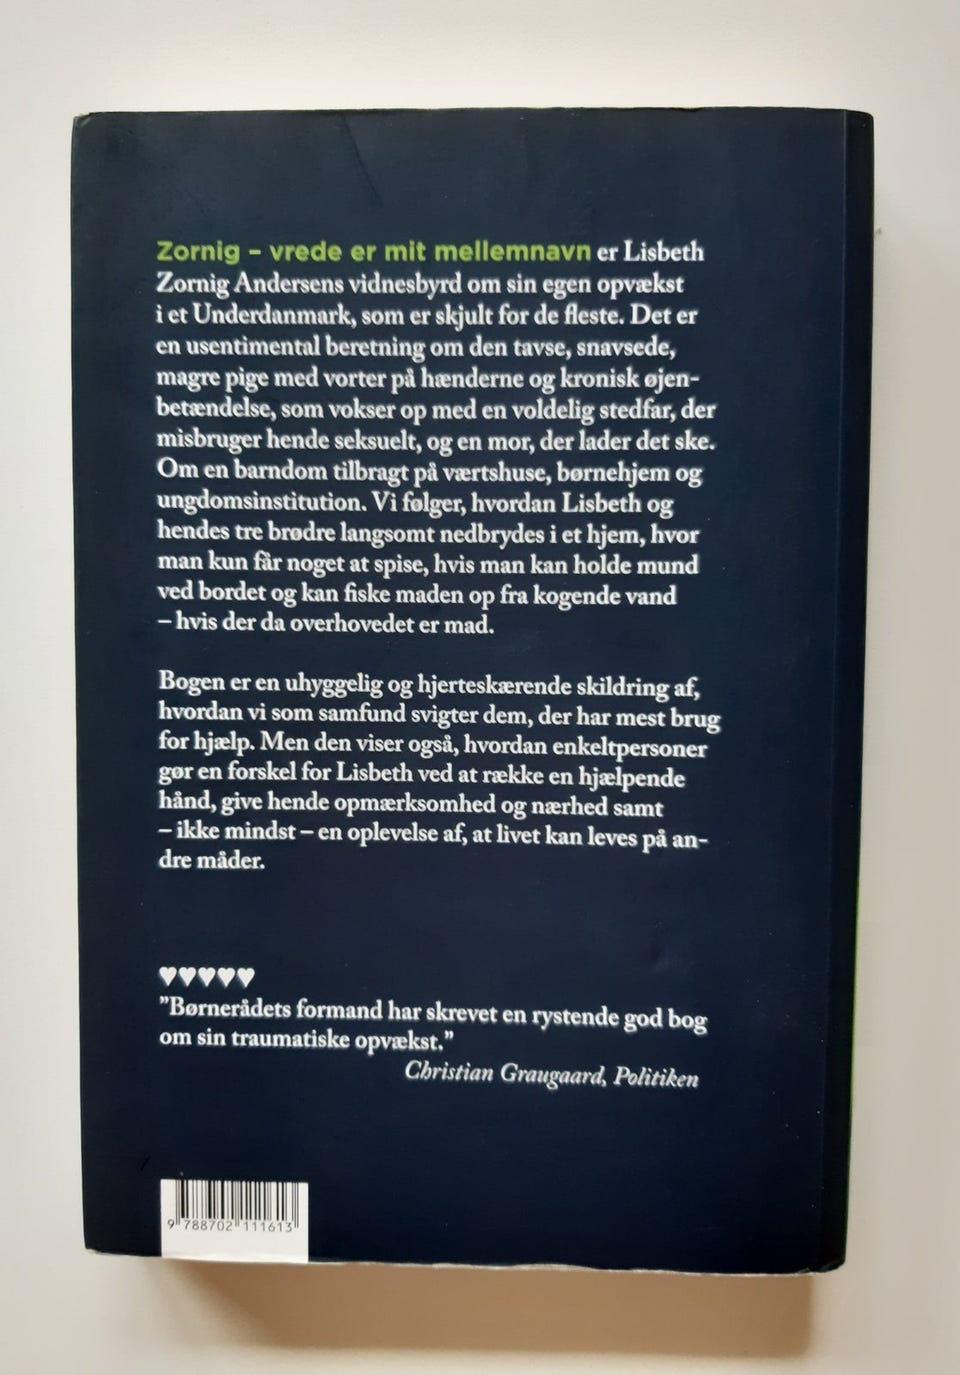 Zornig – vrede er mit mellemnavn er Lisbeth
Zornig Andersens vidnesbyrd om sin egen opvækst
i et Underdanmark, som er skjult for de fleste. Det er
en usentimental beretning om den tavse, snavsede,
magre pige med vorter på hænderne og kronisk øjen-
betændelse, som vokser op med en voldelig stedfar, der
misbruger hende seksuelt, og en mor, der lader det ske.
Om en barndom tilbragt på værtshuse, børnehjem og
ungdomsinstitution. Vi følger, hvordan Lisbeth og
hendes tre brødre langsomt nedbrydes i et hjem, hvor
man kun får noget at spise, hvis man kan holde mund
ved bordet og kan fiske maden op fra kogende vand
– hvis der da overhovedet er mad.
Bogen er en uhyggelig og hjerteskærende skildring af,
hvordan vi som samfund svigter dem, der har mest brug
for hjælp. Men den viser også, hvordan enkeltpersoner
gør en forskel for Lisbeth ved at række en hjælpende
hånd, give hende opmærksomhed og nærhed samt
– ikke mindst – en oplevelse af, at livet kan leves på an-
dre måder.
♥♥♥♥♥
”Børnerådets formand har skrevet en rystende god bog
om sin traumatiske opvækst.”
Christian Graugaard, Politiken
9 788702 111613